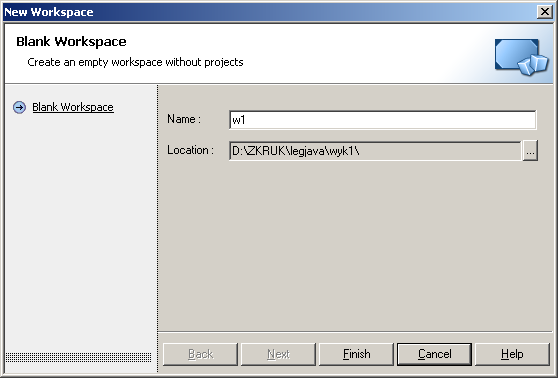 New Workspace
Blank Workspace
Create an empty workspace without projects
Blank Workspace
Name :
w1
Location :
D:\ZKRUK\legjava\wyk1\
...
Back
Next
Finish
Cancel
Help